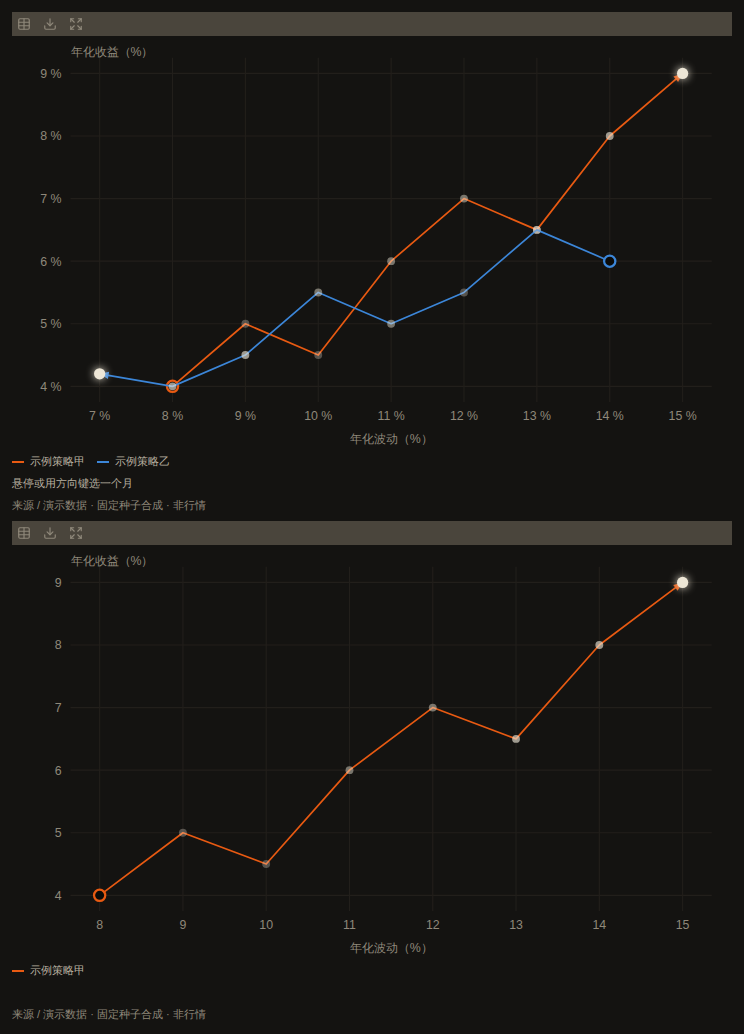 年化收益（%）
9 %
8 %
7 %
6 %
5 %
4 %
7 % 8 % 9 % 10 % 11 % 12 % 13 % 14 % 15 %
年化波动（%）
示例策略甲 示例策略乙
悬停或用方向键选一个月
来源 / 演示数据 · 固定种子合成 · 非行情
年化收益（%）
9
8
7
6
5
4
8 9 10 11 12 13 14 15
年化波动（%）
示例策略甲
来源 / 演示数据 · 固定种子合成 · 非行情